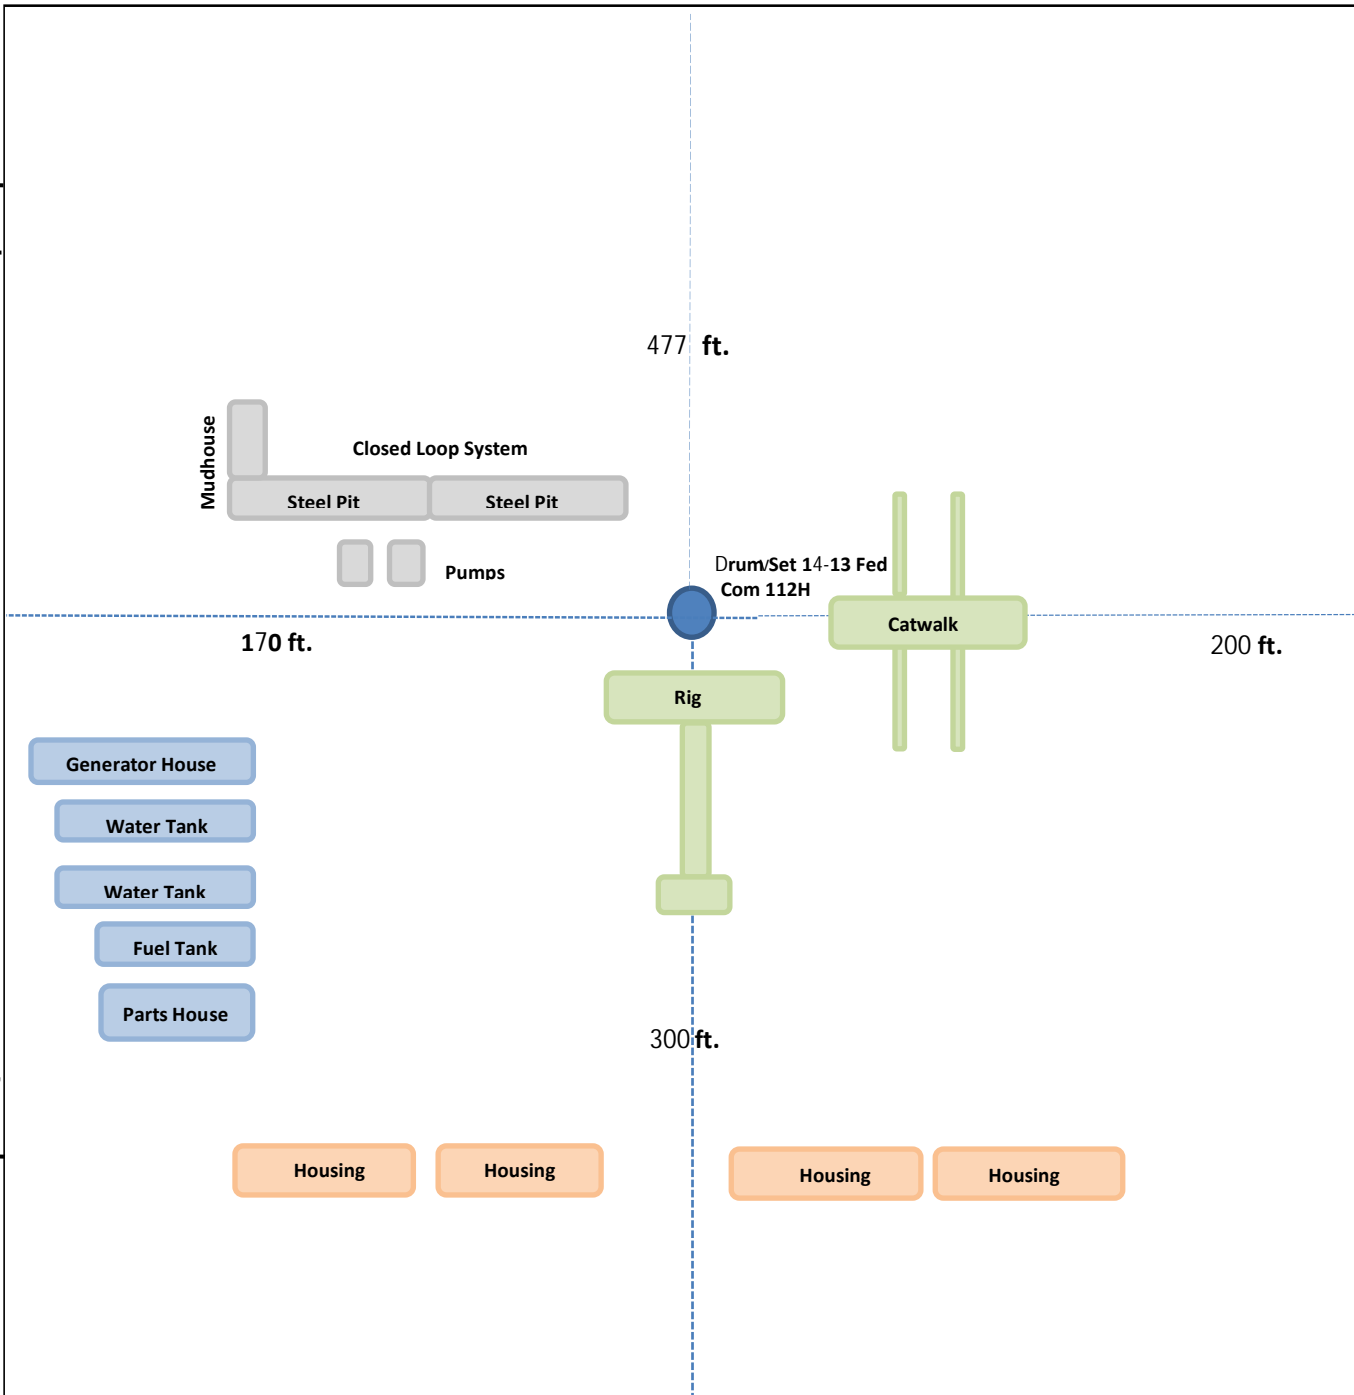 477 ft.
Mudhouse
Closed Loop System
Steel Pit
Steel Pit
Pumps
Drum/Set 14-13 Fed
Com 112H
Catwalk
170 ft.
200 ft.
Rig
Generator House
Water Tank
Water Tank
Fuel Tank
Parts House
300 ft.
Housing
Housing
Housing
Housing